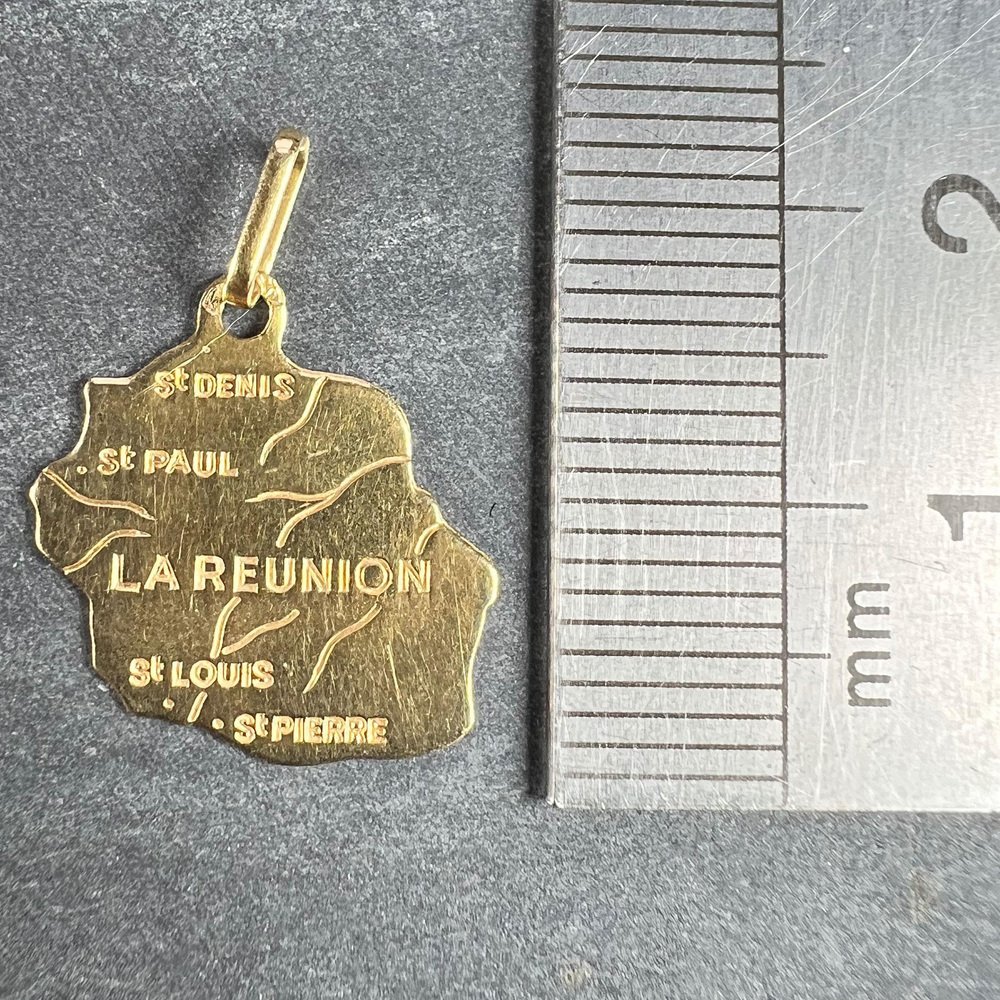 St DENIS
St PAUL
LA REUNION
St LOUIS
St PIERRE
2
1
mm